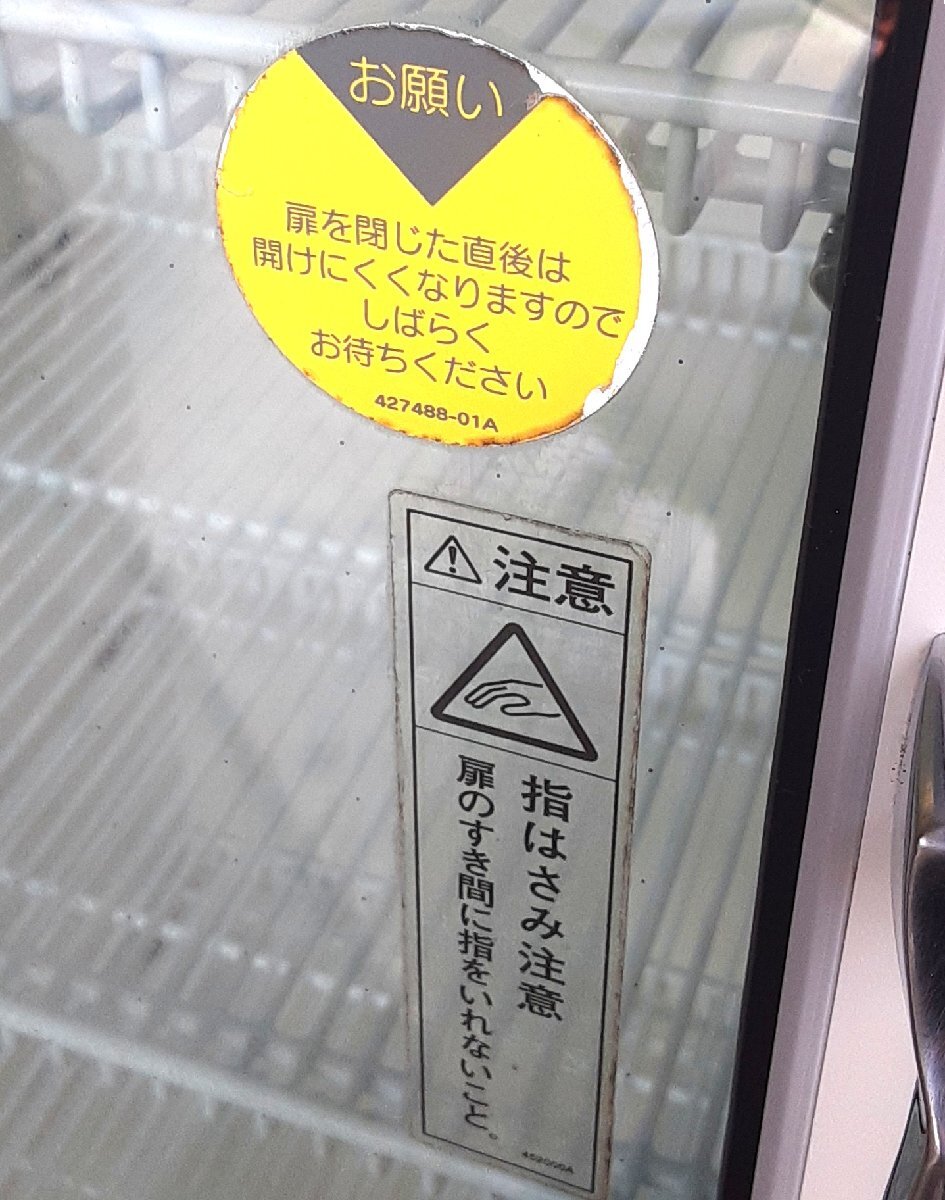 お願い
扉を閉じた直後は
開けにくくなりますので
しばらく
お待ちください
427488-01A
注意
指はさみ注意
扉のすき間に指をいれないこと。